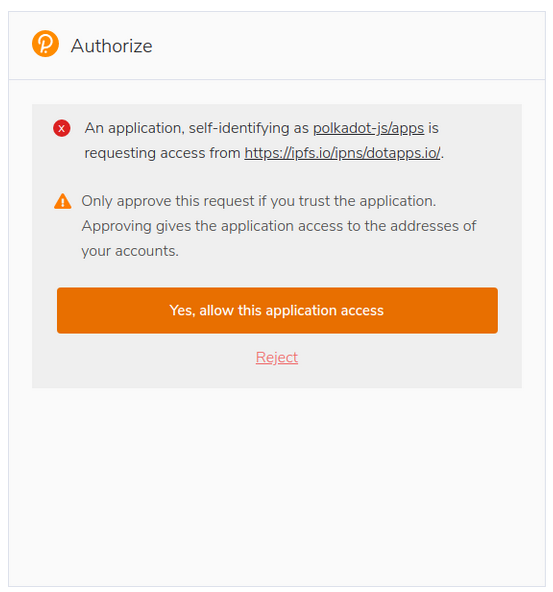 Authorize
An application, self-identifying as polkadot-js/apps is
requesting access from https://ipfs.io/ipns/dotapps.io/.
Only approve this request if you trust the application.
Approving gives the application access to the addresses of
your accounts.
Yes, allow this application access
Reject